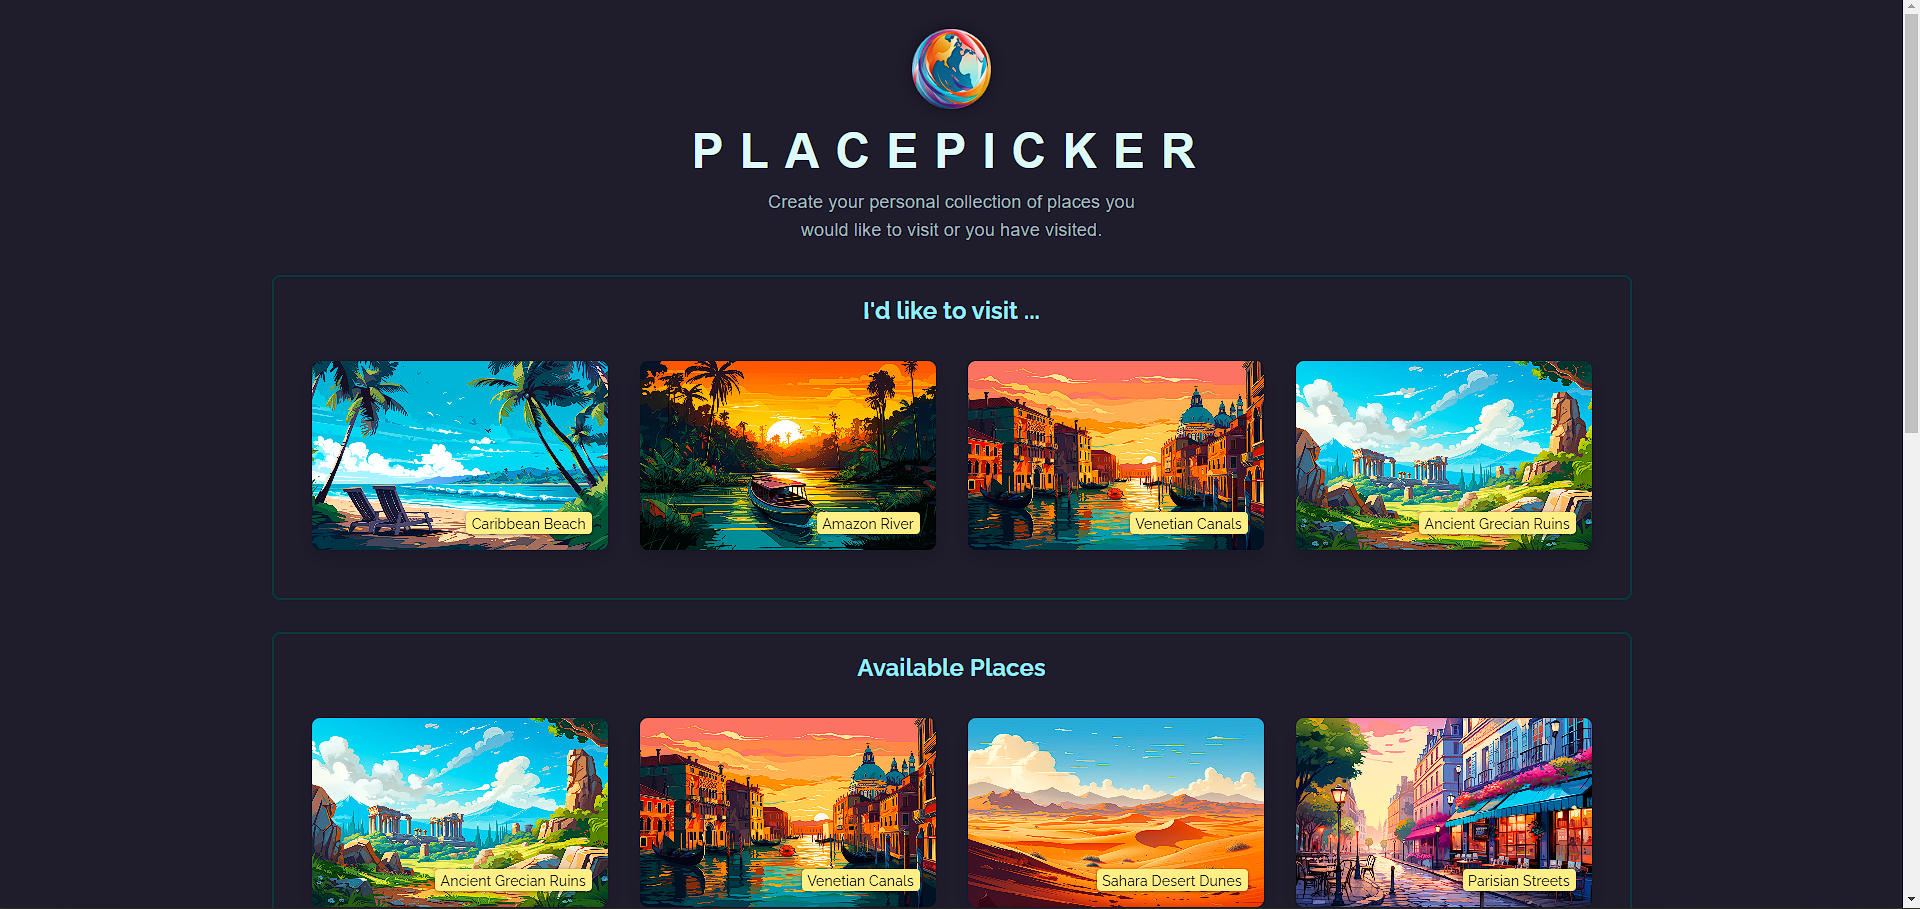 PLACEPICKER
Create your personal collection of places you
would like to visit or you have visited.
I'd like to visit ...
Caribbean Beach
Amazon River
Venetian Canals
Ancient Grecian Ruins
Available Places
Ancient Grecian Ruins
Venetian Canals
Sahara Desert Dunes
Parisian Streets